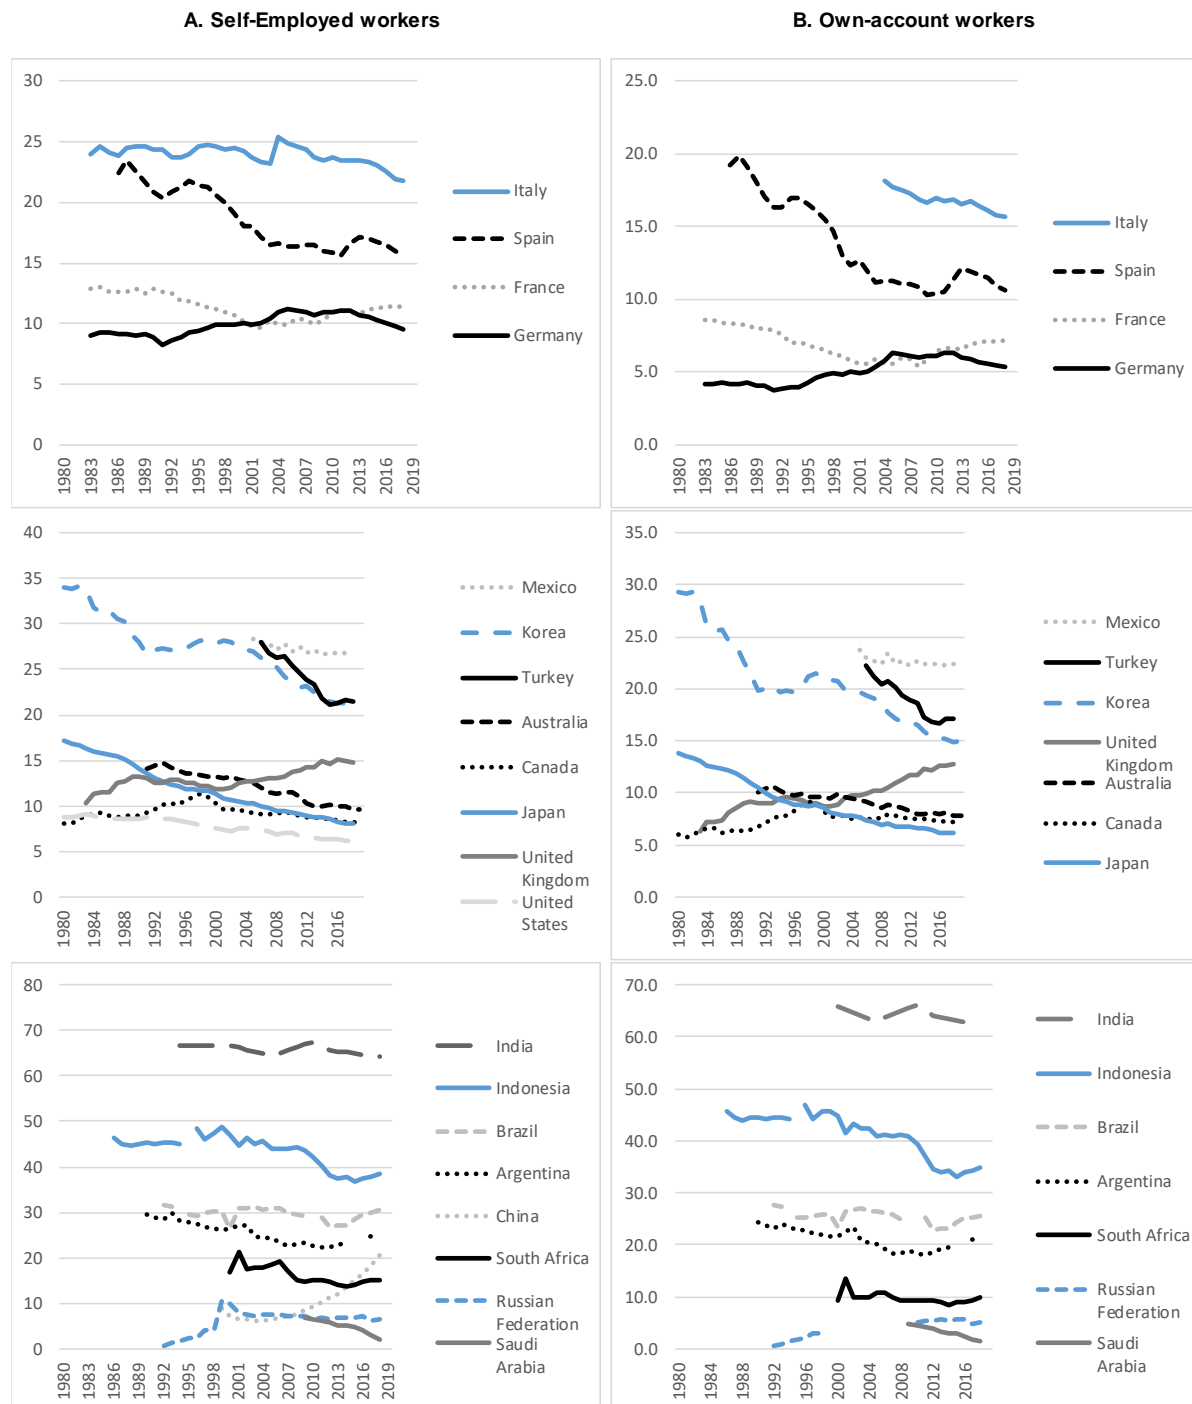 A. Self-Employed workers
B. Own-account workers
30
25
20
15
10
5
0
1980
1983
1986
1989
1992
1995
1998
2001
2004
2007
2010
2013
2016
2019
Italy
Spain
France
Germany
25.0
20.0
15.0
10.0
5.0
0.0
1980
1983
1986
1989
1992
1995
1998
2001
2004
2007
2010
2013
2016
2019
Italy
Spain
France
Germany
40
35
30
25
20
15
10
5
0
1980
1984
1988
1992
1996
2000
2004
2008
2012
2016
Mexico
Korea
Turkey
Australia
Canada
Japan
United
Kingdom
United
States
35.0
30.0
25.0
20.0
15.0
10.0
5.0
0.0
1980
1984
1988
1992
1996
2000
2004
2008
2012
2016
Mexico
Turkey
Korea
United
Kingdom
Australia
Canada
Japan
80
70
60
50
40
30
20
10
0
1980
1983
1986
1989
1992
1995
1998
2001
2004
2007
2010
2013
2016
2019
India
Indonesia
Brazil
Argentina
China
South Africa
Russian
Federation
Saudi
Arabia
70.0
60.0
50.0
40.0
30.0
20.0
10.0
0.0
1980
1984
1988
1992
1996
2000
2004
2008
2012
2016
India
Indonesia
Brazil
Argentina
South Africa
Russian
Federation
Saudi
Arabia